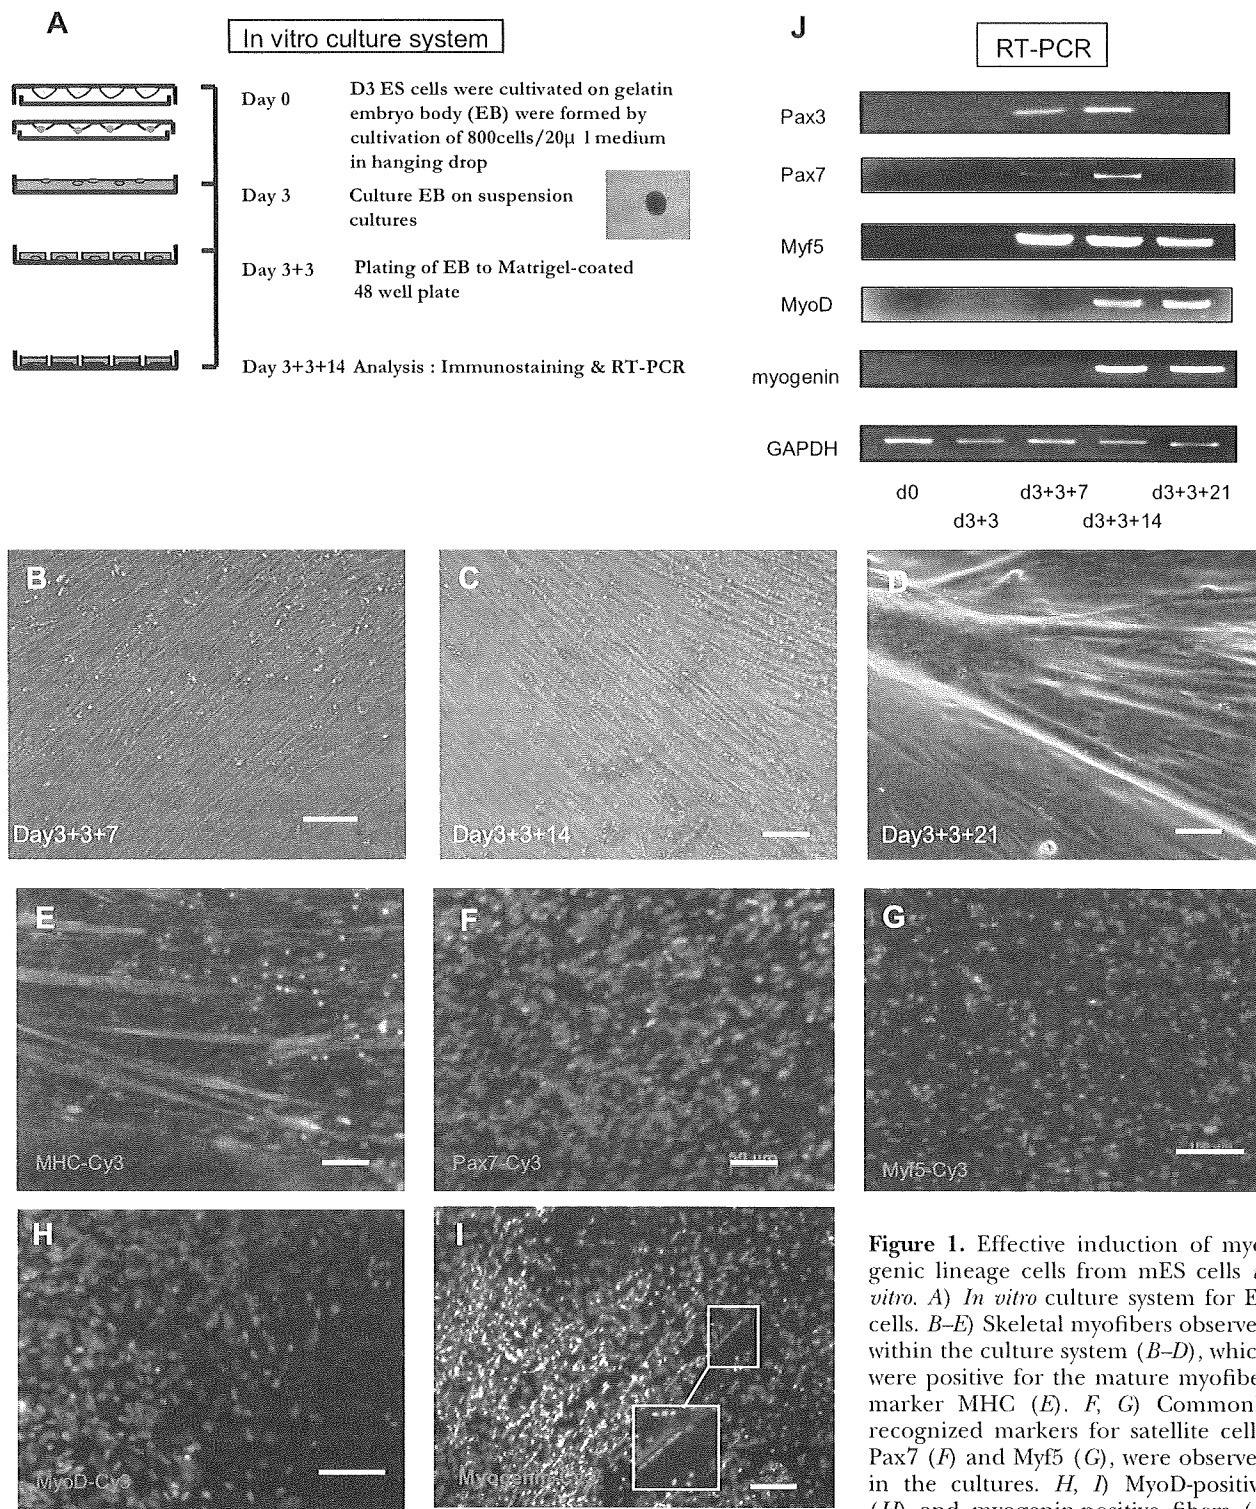 A
In vitro culture system
Day 0
D3 ES cells were cultivated on gelatin
embryo body (EB) were formed by
cultivation of 800cells/20μ l medium
in hanging drop
Day 3
Culture EB on suspension
cultures
Day 3+3
Plating of EB to Matrigel-coated
48 well plate
Day 3+3+14 Analysis : Immunostaining & RT-PCR
J
RT-PCR
Pax3
Pax7
Myf5
MyoD
myogenin
GAPDH
d0 d3+3+7 d3+3+21
d3+3 d3+3+14
B
Day3+3+7
C
Day3+3+14
D
Day3+3+21
E
MHC-Cy3
F
Pax7-Cy3
50 μm
G
Myf5-Cy3
H
MyoD-Cy3
I
Figure 1. Effective induction of myo
genic lineage cells from mES cells
vitro. A) In vitro culture system for E
cells. B–E) Skeletal myofibers observe
within the culture system (B–D), whic
were positive for the mature myofibe
marker MHC (E). F, G) Common
recognized markers for satellite cell
Pax7 (F) and Myf5 (G), were observe
in the cultures. H, I) MyoD-positiv
(H) and myogenin-positive fibers